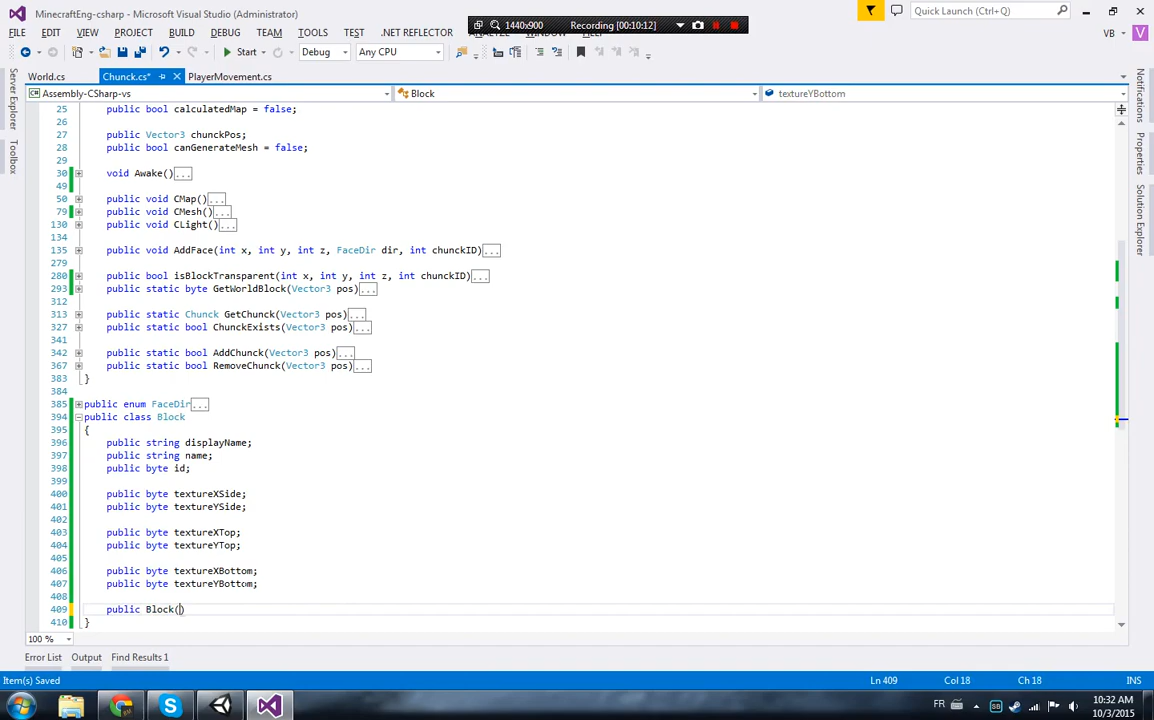 MinecraftEng-csharp - Microsoft Visual Studio (Administrator)
1440x900 Recording [00:10:12]
Quick Launch (Ctrl+Q)
FILE EDIT VIEW PROJECT BUILD DEBUG TEAM TOOLS TEST .NET REFLECTOR ANALYZE WINDOW HELP
VB
V
Start Debug Any CPU
World.cs Chunck.cs* PlayerMovement.cs
Assembly-CSharp-vs Block textureYBottom
Server Explorer
Toolbox
Notifications
Properties
Solution Explorer
25 public bool calculatedMap = false;
26
27 public Vector3 chunckPos;
28 public bool canGenerateMesh = false;
29
30 void Awake()...
49
50 public void CMap()...
79 public void CMesh()...
130 public void CLight()...
134
135 public void AddFace(int x, int y, int z, FaceDir dir, int chunckID)...
279
280 public bool isBlockTransparent(int x, int y, int z, int chunckID)...
293 public static byte GetWorldBlock(Vector3 pos)...
312
313 public static Chunck GetChunck(Vector3 pos)...
327 public static bool ChunckExists(Vector3 pos)...
341
342 public static bool AddChunck(Vector3 pos)...
367 public static bool RemoveChunck(Vector3 pos)...
383 }
384
385 public enum FaceDir...
394 public class Block
395 {
396 public string displayName;
397 public string name;
398 public byte id;
399
400 public byte textureXSide;
401 public byte textureYSide;
402
403 public byte textureXTop;
404 public byte textureYTop;
405
406 public byte textureXBottom;
407 public byte textureYBottom;
408
409 public Block()
410 }
100 %
Error List Output Find Results 1
Item(s) Saved Ln 409 Col 18 Ch 18 INS
FR 10:32 AM
10/3/2015